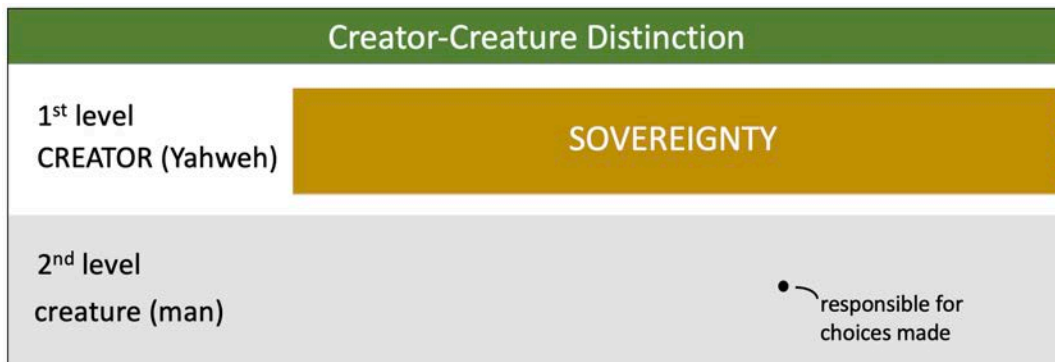 Creator-Creature Distinction
1st level
CREATOR (Yahweh)
SOVEREIGNTY
2nd level
creature (man)
responsible for
choices made